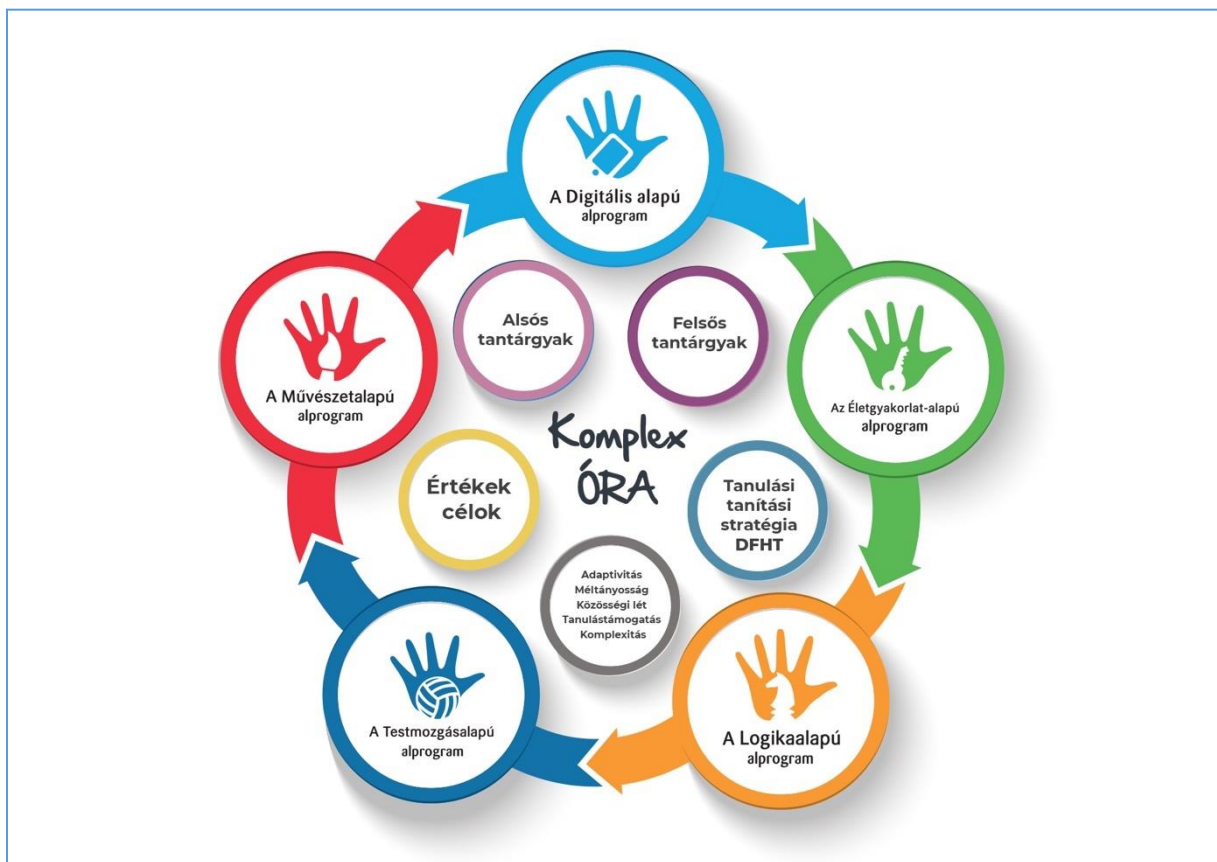 A Digitális alapú
alprogram
Alsós
tantárgyak
Felsős
tantárgyak
A Művészetalapú
alprogram
Az Életgyakorlat-alapú
alprogram
Komplex
ÓRA
Értékek
célok
Tanulási
tanítási
stratégia
DFHT
Adaptivitás
Méltányosság
Közösségi lét
Tanulástámogatás
Komplexitás
A Testmozgásalapú
alprogram
A Logikaalapú
alprogram